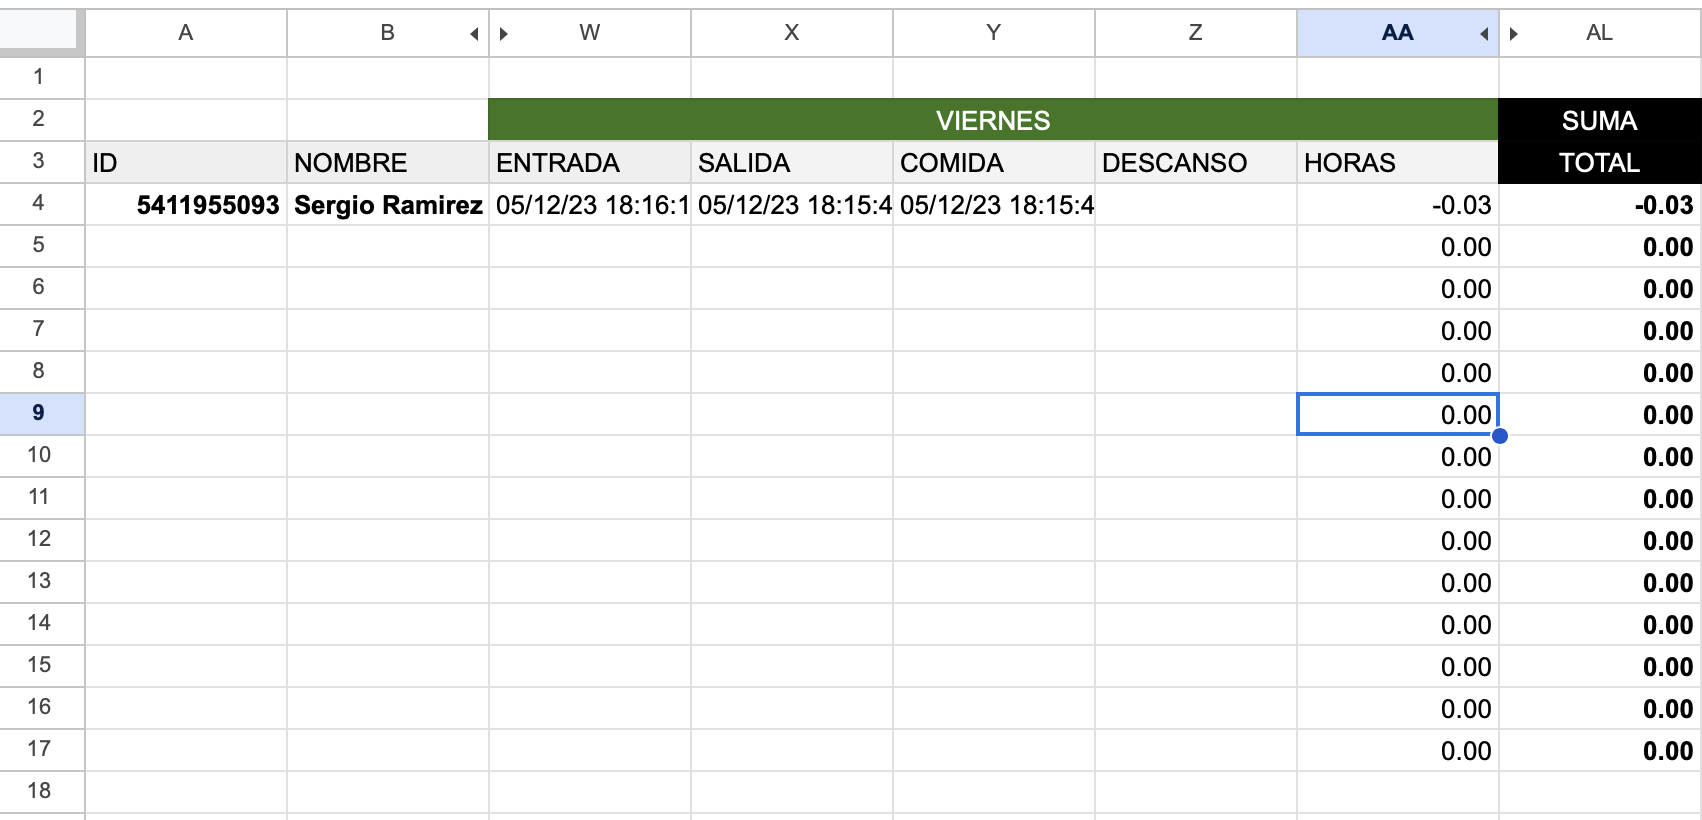 A B W X Y Z AA AL
1
2 VIERNES SUMA
3 ID NOMBRE ENTRADA SALIDA COMIDA DESCANSO HORAS TOTAL
4 5411955093 Sergio Ramirez 05/12/23 18:16:1 05/12/23 18:15:4 05/12/23 18:15:4 -0.03 -0.03
5 0.00 0.00
6 0.00 0.00
7 0.00 0.00
8 0.00 0.00
9 0.00 0.00
10 0.00 0.00
11 0.00 0.00
12 0.00 0.00
13 0.00 0.00
14 0.00 0.00
15 0.00 0.00
16 0.00 0.00
17 0.00 0.00
18